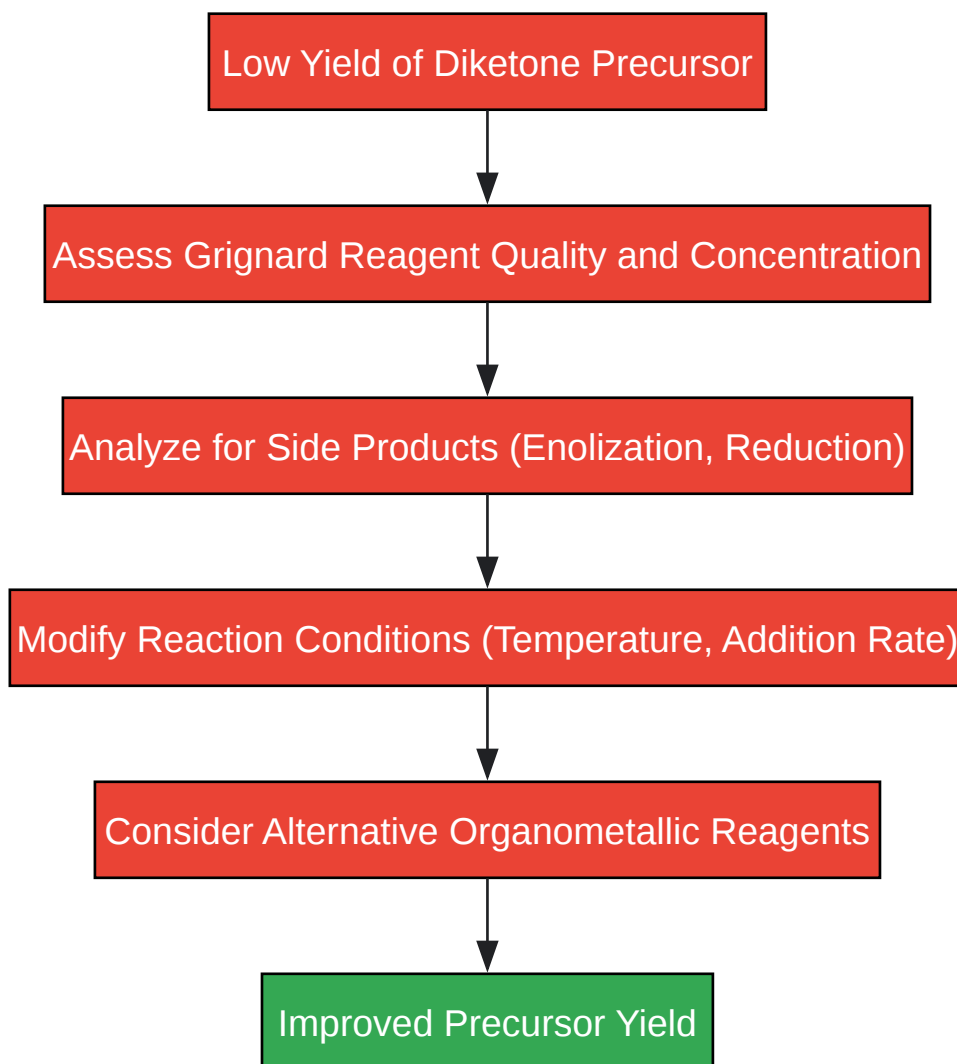 Low Yield of Diketone Precursor
Assess Grignard Reagent Quality and Concentration
Analyze for Side Products (Enolization, Reduction)
Modify Reaction Conditions (Temperature, Addition Rate)
Consider Alternative Organometallic Reagents
Improved Precursor Yield